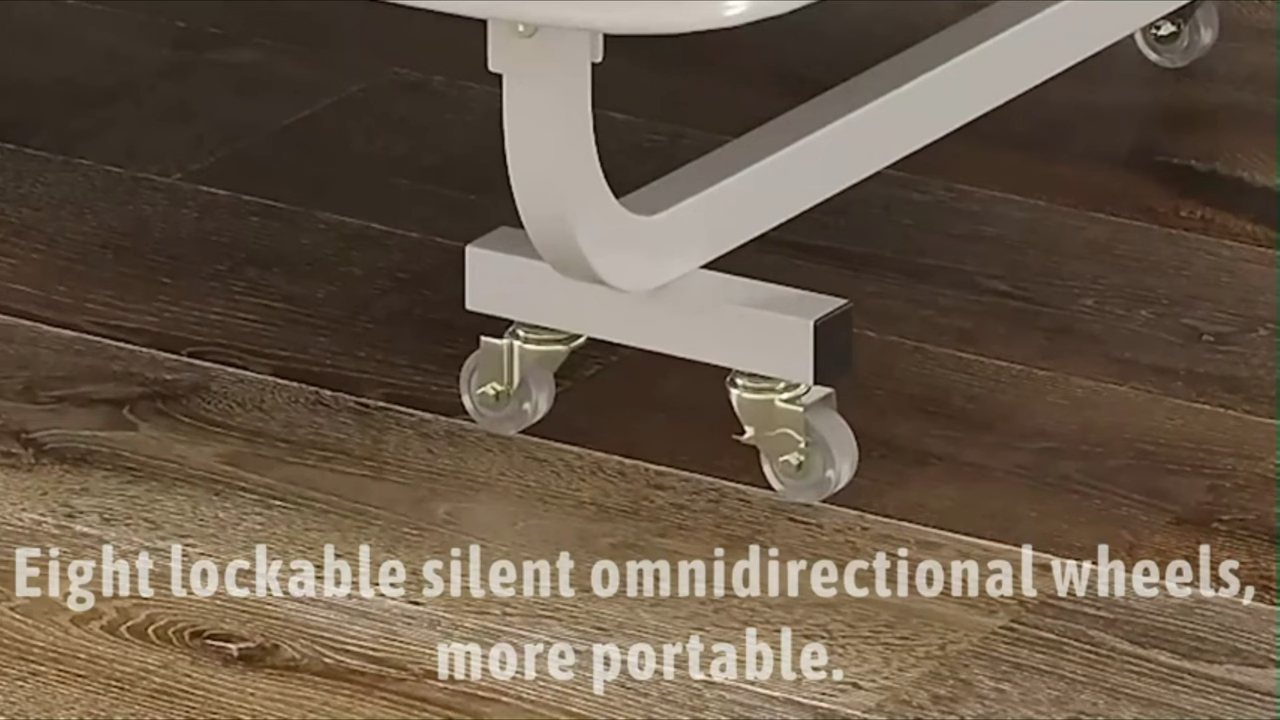 Eight lockable silent omnidirectional wheels,
more portable.